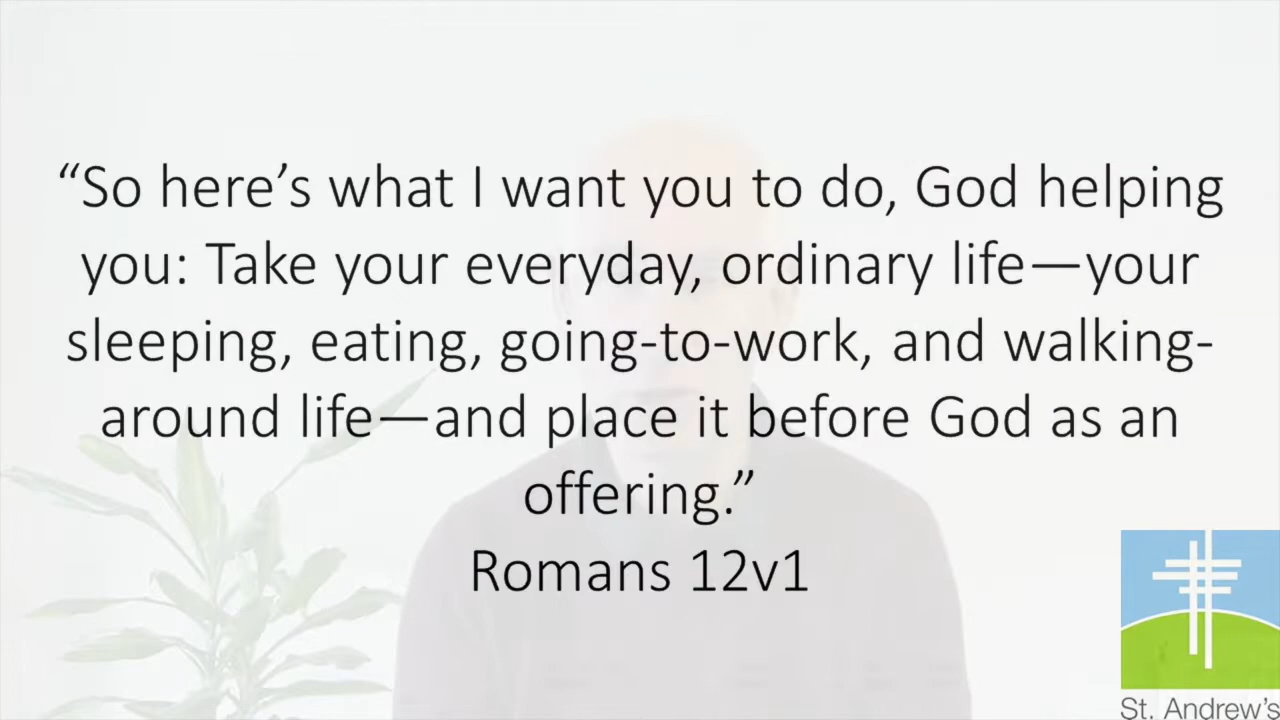 “So here’s what I want you to do, God helping
you: Take your everyday, ordinary life—your
sleeping, eating, going-to-work, and walking-
around life—and place it before God as an
offering.”
Romans 12v1
St. Andrew’s